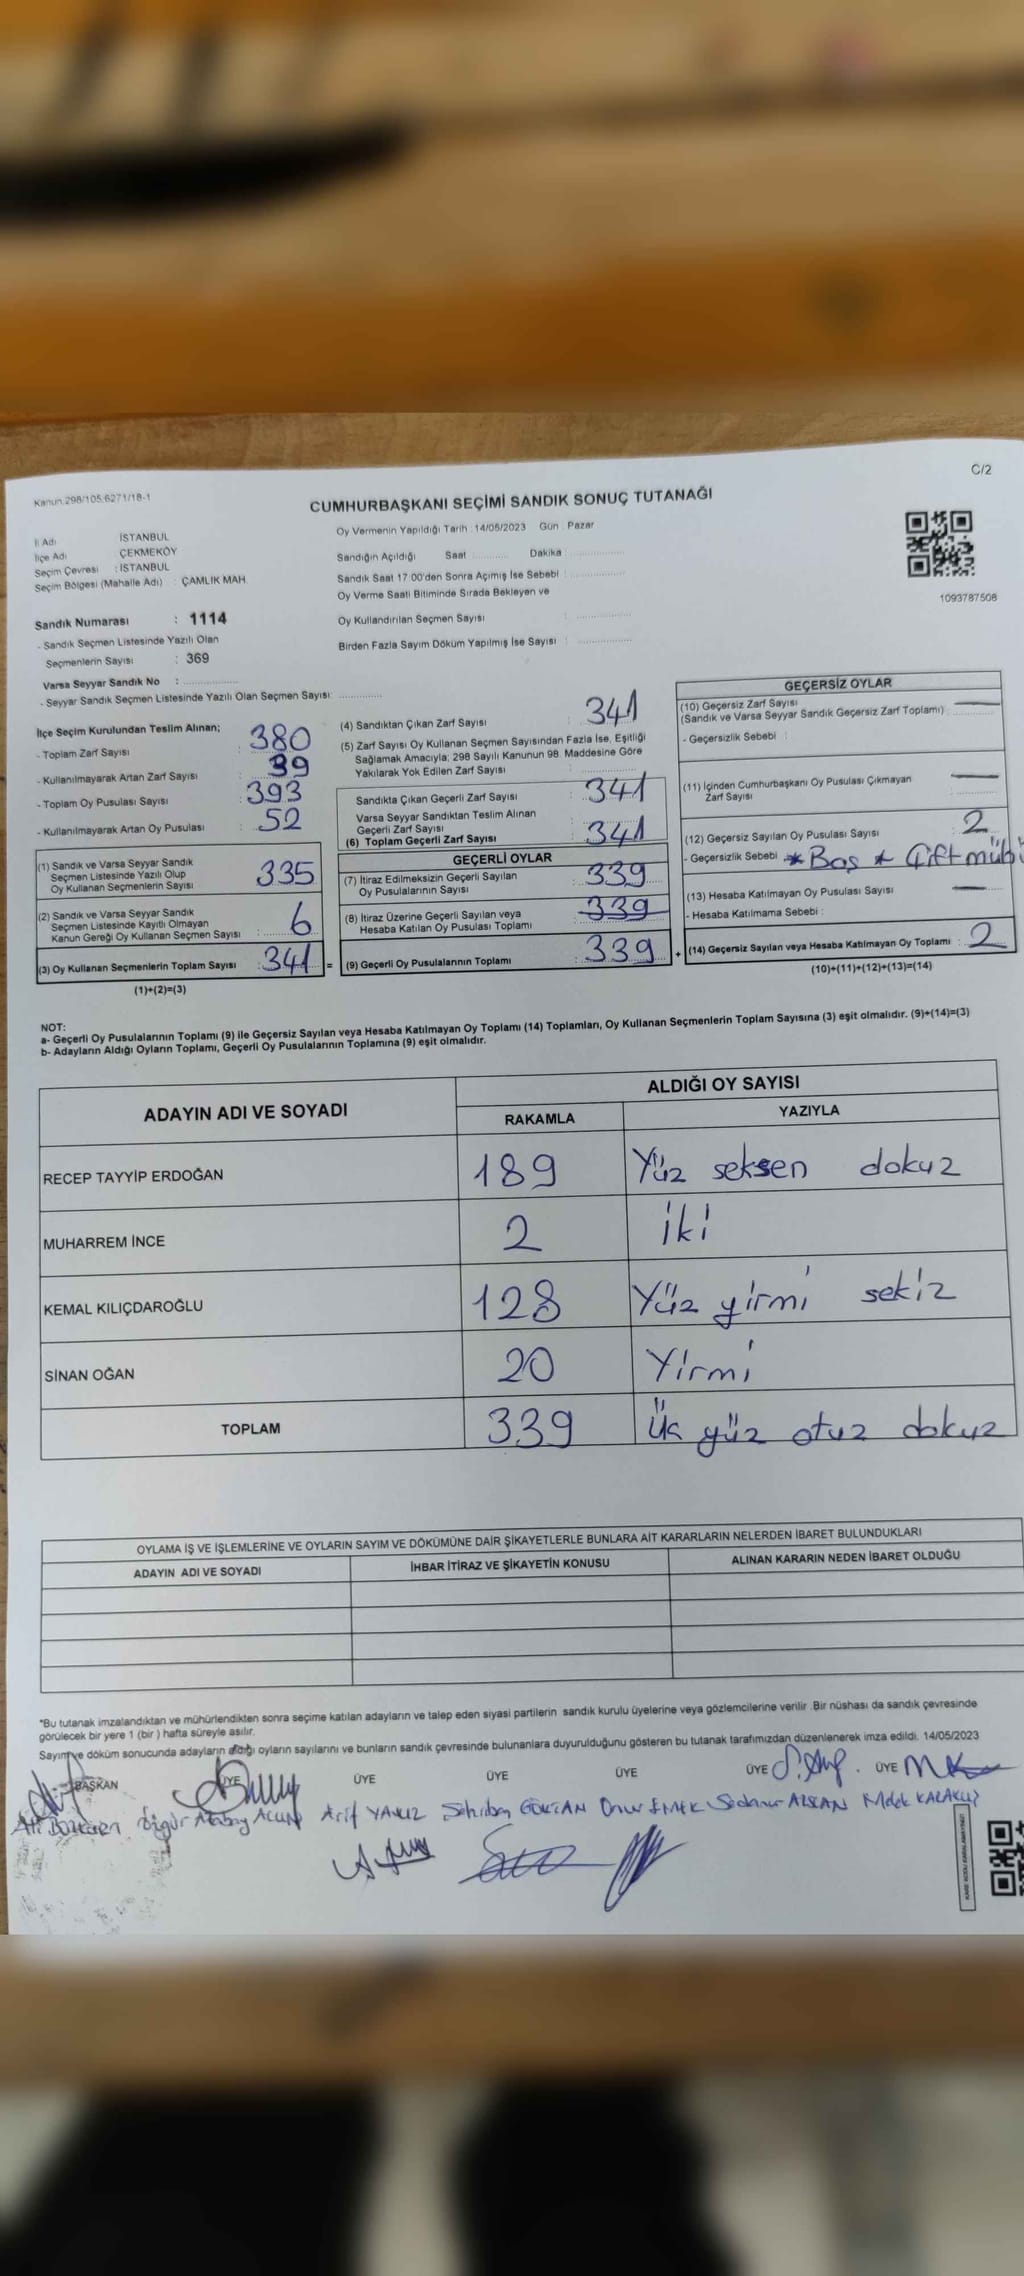 C/2
Kanun.298/105.6271/18-1
CUMHURBAŞKANI SEÇİMİ SANDIK SONUÇ TUTANAĞI
İl Adı İSTANBUL
İlçe Adı ÇEKMEKÖY
Seçim Çevresi : İSTANBUL
Seçim Bölgesi (Mahalle Adı) : ÇAMLIK MAH.
Sandık Numarası : 1114
- Sandık Seçmen Listesinde Yazılı Olan
Seçmenlerin Sayısı : 369
Varsa Seyyar Sandık No :
- Seyyar Sandık Seçmen Listesinde Yazılı Olan Seçmen Sayısı:
Oy Vermenin Yapıldığı Tarih : 14/05/2023 Gün : Pazar
Sandığın Açıldığı Saat Dakika
Sandık Saat 17:00'den Sonra Açımış İse Sebebi :
Oy Verme Saati Bitiminde Sırada Bekleyen ve
Oy Kullandırılan Seçmen Sayısı :
Birden Fazla Sayım Döküm Yapılmış İse Sayısı :
1093787508
İlçe Seçim Kurulundan Teslim Alınan;
- Toplam Zarf Sayısı : 380
- Kullanılmayarak Artan Zarf Sayısı : 39
- Toplam Oy Pusulası Sayısı : 393
- Kullanılmayarak Artan Oy Pusulası : 52
(1) Sandık ve Varsa Seyyar Sandık
Seçmen Listesinde Yazılı Olup
Oy Kullanan Seçmenlerin Sayısı : 335
(2) Sandık ve Varsa Seyyar Sandık
Seçmen Listesinde Kayıtlı Olmayan
Kanun Gereği Oy Kullanan Seçmen Sayısı : 6
(3) Oy Kullanan Seçmenlerin Toplam Sayısı : 341 =
(1)+(2)=(3)
(4) Sandıktan Çıkan Zarf Sayısı : 341
(5) Zarf Sayısı Oy Kullanan Seçmen Sayısından Fazla İse, Eşitliği
Sağlamak Amacıyla; 298 Sayılı Kanunun 98. Maddesine Göre
Yakılarak Yok Edilen Zarf Sayısı :
Sandıkta Çıkan Geçerli Zarf Sayısı : 341
Varsa Seyyar Sandıktan Teslim Alınan
Geçerli Zarf Sayısı :
(6) Toplam Geçerli Zarf Sayısı : 341
GEÇERLİ OYLAR
(7) İtiraz Edilmeksizin Geçerli Sayılan
Oy Pusulalarının Sayısı : 339
(8) İtiraz Üzerine Geçerli Sayılan veya
Hesaba Katılan Oy Pusulası Toplamı : 339
(9) Geçerli Oy Pusulalarının Toplamı : 339 +
GEÇERSİZ OYLAR
(10) Geçersiz Zarf Sayısı
(Sandık ve Varsa Seyyar Sandık Geçersiz Zarf Toplamı) :
- Geçersizlik Sebebi :
(11) İçinden Cumhurbaşkanı Oy Pusulası Çıkmayan
Zarf Sayısı :
(12) Geçersiz Sayılan Oy Pusulası Sayısı : 2
- Geçersizlik Sebebi * Boş * Çift mühü
(13) Hesaba Katılmayan Oy Pusulası Sayısı :
- Hesaba Katılmama Sebebi :
(14) Geçersiz Sayılan veya Hesaba Katılmayan Oy Toplamı : 2
(10)+(11)+(12)+(13)=(14)
NOT:
a- Geçerli Oy Pusulalarının Toplamı (9) ile Geçersiz Sayılan veya Hesaba Katılmayan Oy Toplamı (14) Toplamları, Oy Kullanan Seçmenlerin Toplam Sayısına (3) eşit olmalıdır. (9)+(14)=(3)
b- Adayların Aldığı Oyların Toplamı, Geçerli Oy Pusulalarının Toplamına (9) eşit olmalıdır.
ADAYIN ADI VE SOYADI ALDIĞI OY SAYISI
RAKAMLA YAZIYLA
RECEP TAYYİP ERDOĞAN 189 Yüz seksen dokuz
MUHARREM İNCE 2 iki
KEMAL KILIÇDAROĞLU 128 Yüz yirmi sekiz
SİNAN OĞAN 20 Yirmi
TOPLAM 339 Üç yüz otuz dokuz
OYLAMA İŞ VE İŞLEMLERİNE VE OYLARIN SAYIM VE DÖKÜMÜNE DAİR ŞİKAYETLERLE BUNLARA AİT KARARLARIN NELERDEN İBARET BULUNDUKLARI
ADAYIN ADI VE SOYADI İHBAR İTİRAZ VE ŞİKAYETİN KONUSU ALINAN KARARIN NEDEN İBARET OLDUĞU
*Bu tutanak imzalandıktan ve mühürlendikten sonra seçime katılan adayların ve talep eden siyasi partilerin sandık kurulu üyelerine veya gözlemcilerine verilir. Bir nüshası da sandık çevresinde
görülecek bir yere 1 (bir ) hafta süreyle asılır.
Sayım ve döküm sonucunda adayların aldığı oyların sayılarını ve bunların sandık çevresinde bulunanlara duyurulduğunu gösteren bu tutanak tarafımızdan düzenlenerek imza edildi. 14/05/2023
BAŞKAN ÜYE ÜYE ÜYE ÜYE ÜYE ÜYE
Özgür ACUN Arif YAVUZ GÖKCAN Onur EMEK ASLAN Melek KARAKUŞ